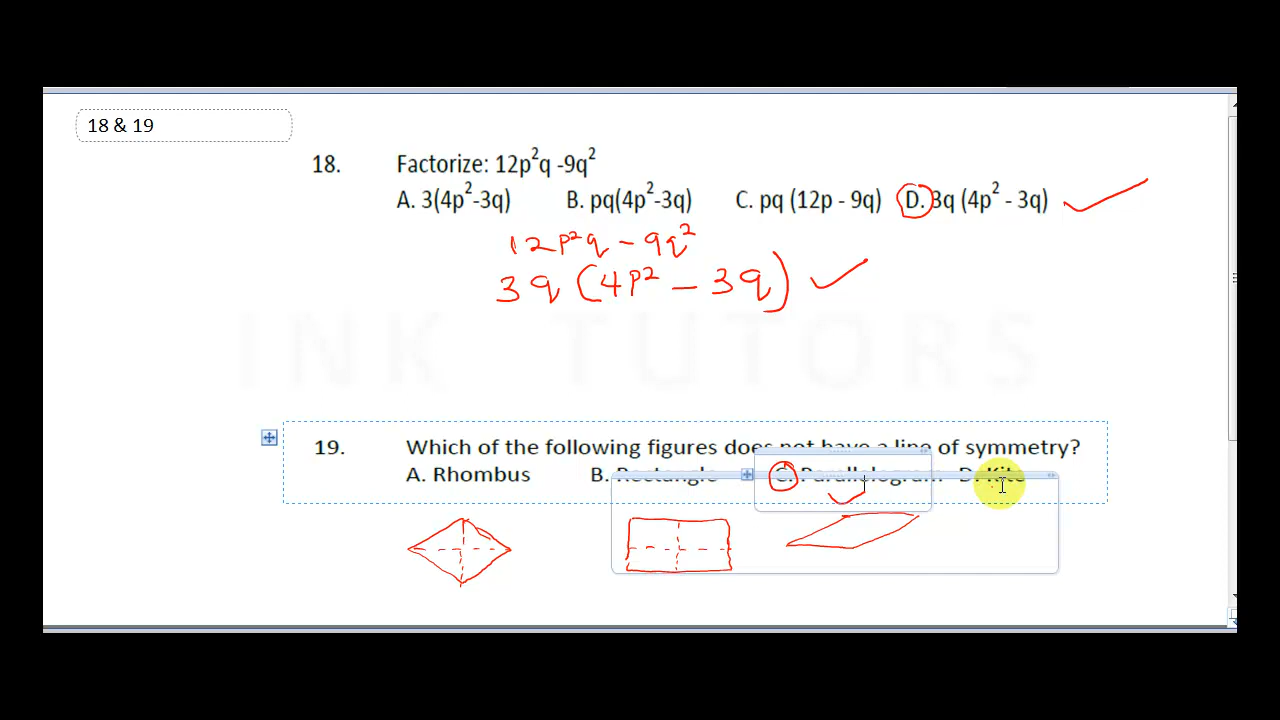 18 & 19
18. Factorize: 12p²q -9q²
A. 3(4p²-3q) B. pq(4p²-3q) C. pq (12p - 9q) D. 3q (4p² - 3q)
12p²q - 9q²
3q (4p² - 3q)
INK TUTORS
19. Which of the following figures does not have a line of symmetry?
A. Rhombus B. Rectangle C. Parallelogram D. Kite